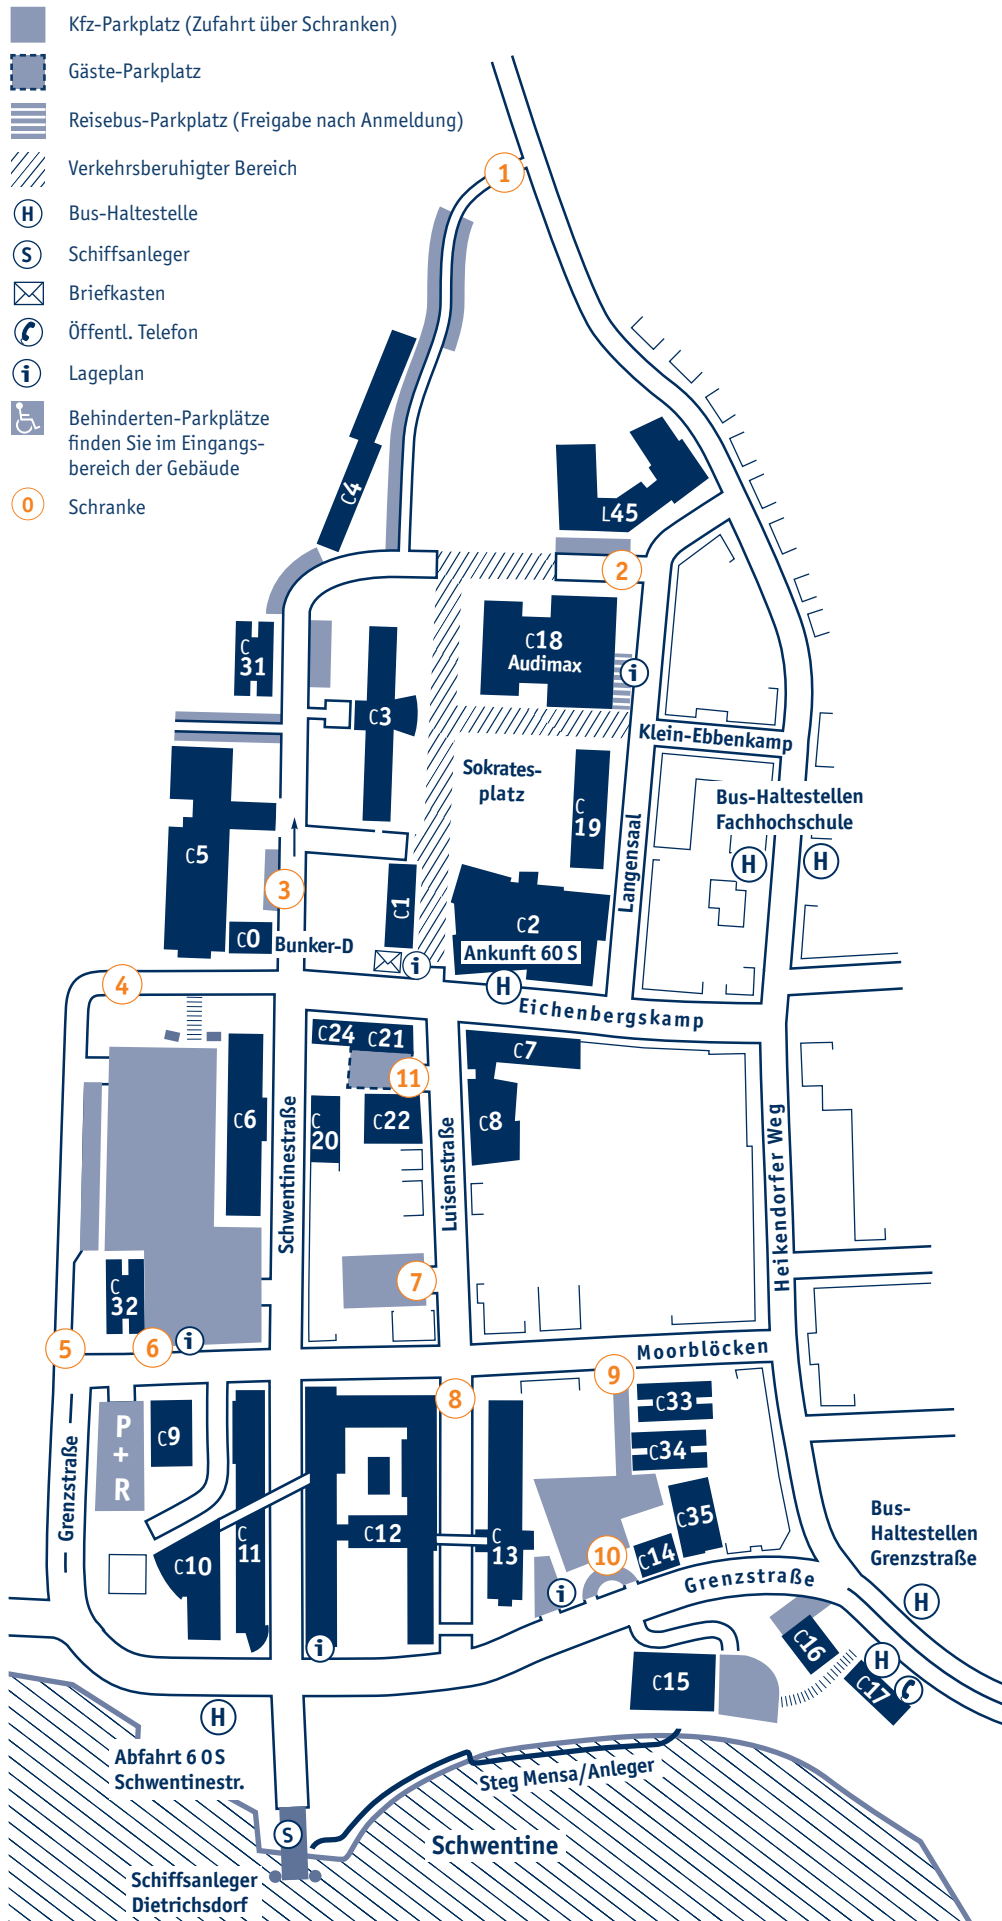 Kfz-Parkplatz (Zufahrt über Schranken)
Gäste-Parkplatz
Reisebus-Parkplatz (Freigabe nach Anmeldung)
Verkehrsberuhigter Bereich
H Bus-Haltestelle
S Schiffsanleger
Briefkasten
Öffentl. Telefon
i Lageplan
Behinderten-Parkplätze
finden Sie im Eingangs-
bereich der Gebäude
0 Schranke
1
C4
L45
2
C18
Audimax
C
31
i
C3
Klein-Ebbenkamp
Sokrates-
platz
Bus-Haltestellen
Fachhochschule
H
H
C
19
C5
Langensaal
3
C1
C2
C0
Bunker-D
Ankunft 60 S
i
4
H
Eichenbergskamp
C24
C21
C7
11
C6
C
20
C22
C8
Schwentinestraße
Luisenstraße
Heikendorfer Weg
7
C
32
5
6
i
Moorblöcken
8
9
P
+
R
C9
C33
C34
Grenzstraße
C35
Bus-
Haltestellen
Grenzstraße
C10
C
11
C12
C
13
10
C14
i
Grenzstraße
H
i
C15
C16
H
C17
H
Abfahrt 6 0 S
Schwentinestr.
Steg Mensa/Anleger
S
Schwentine
Schiffsanleger
Dietrichsdorf